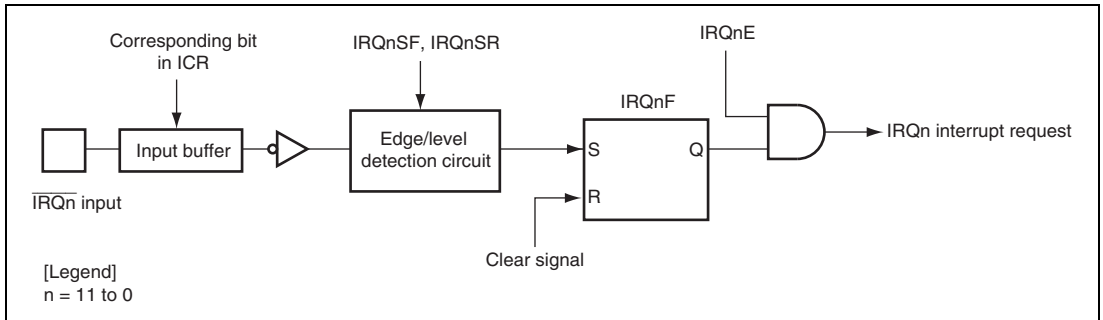 Corresponding bit
in ICR
IRQnSF, IRQnSR
IRQnE
IRQnF
Input buffer
Edge/level
detection circuit
S
Q
R
IRQn interrupt request
I̅R̅Q̅n̅ input
Clear signal
[Legend]
n = 11 to 0